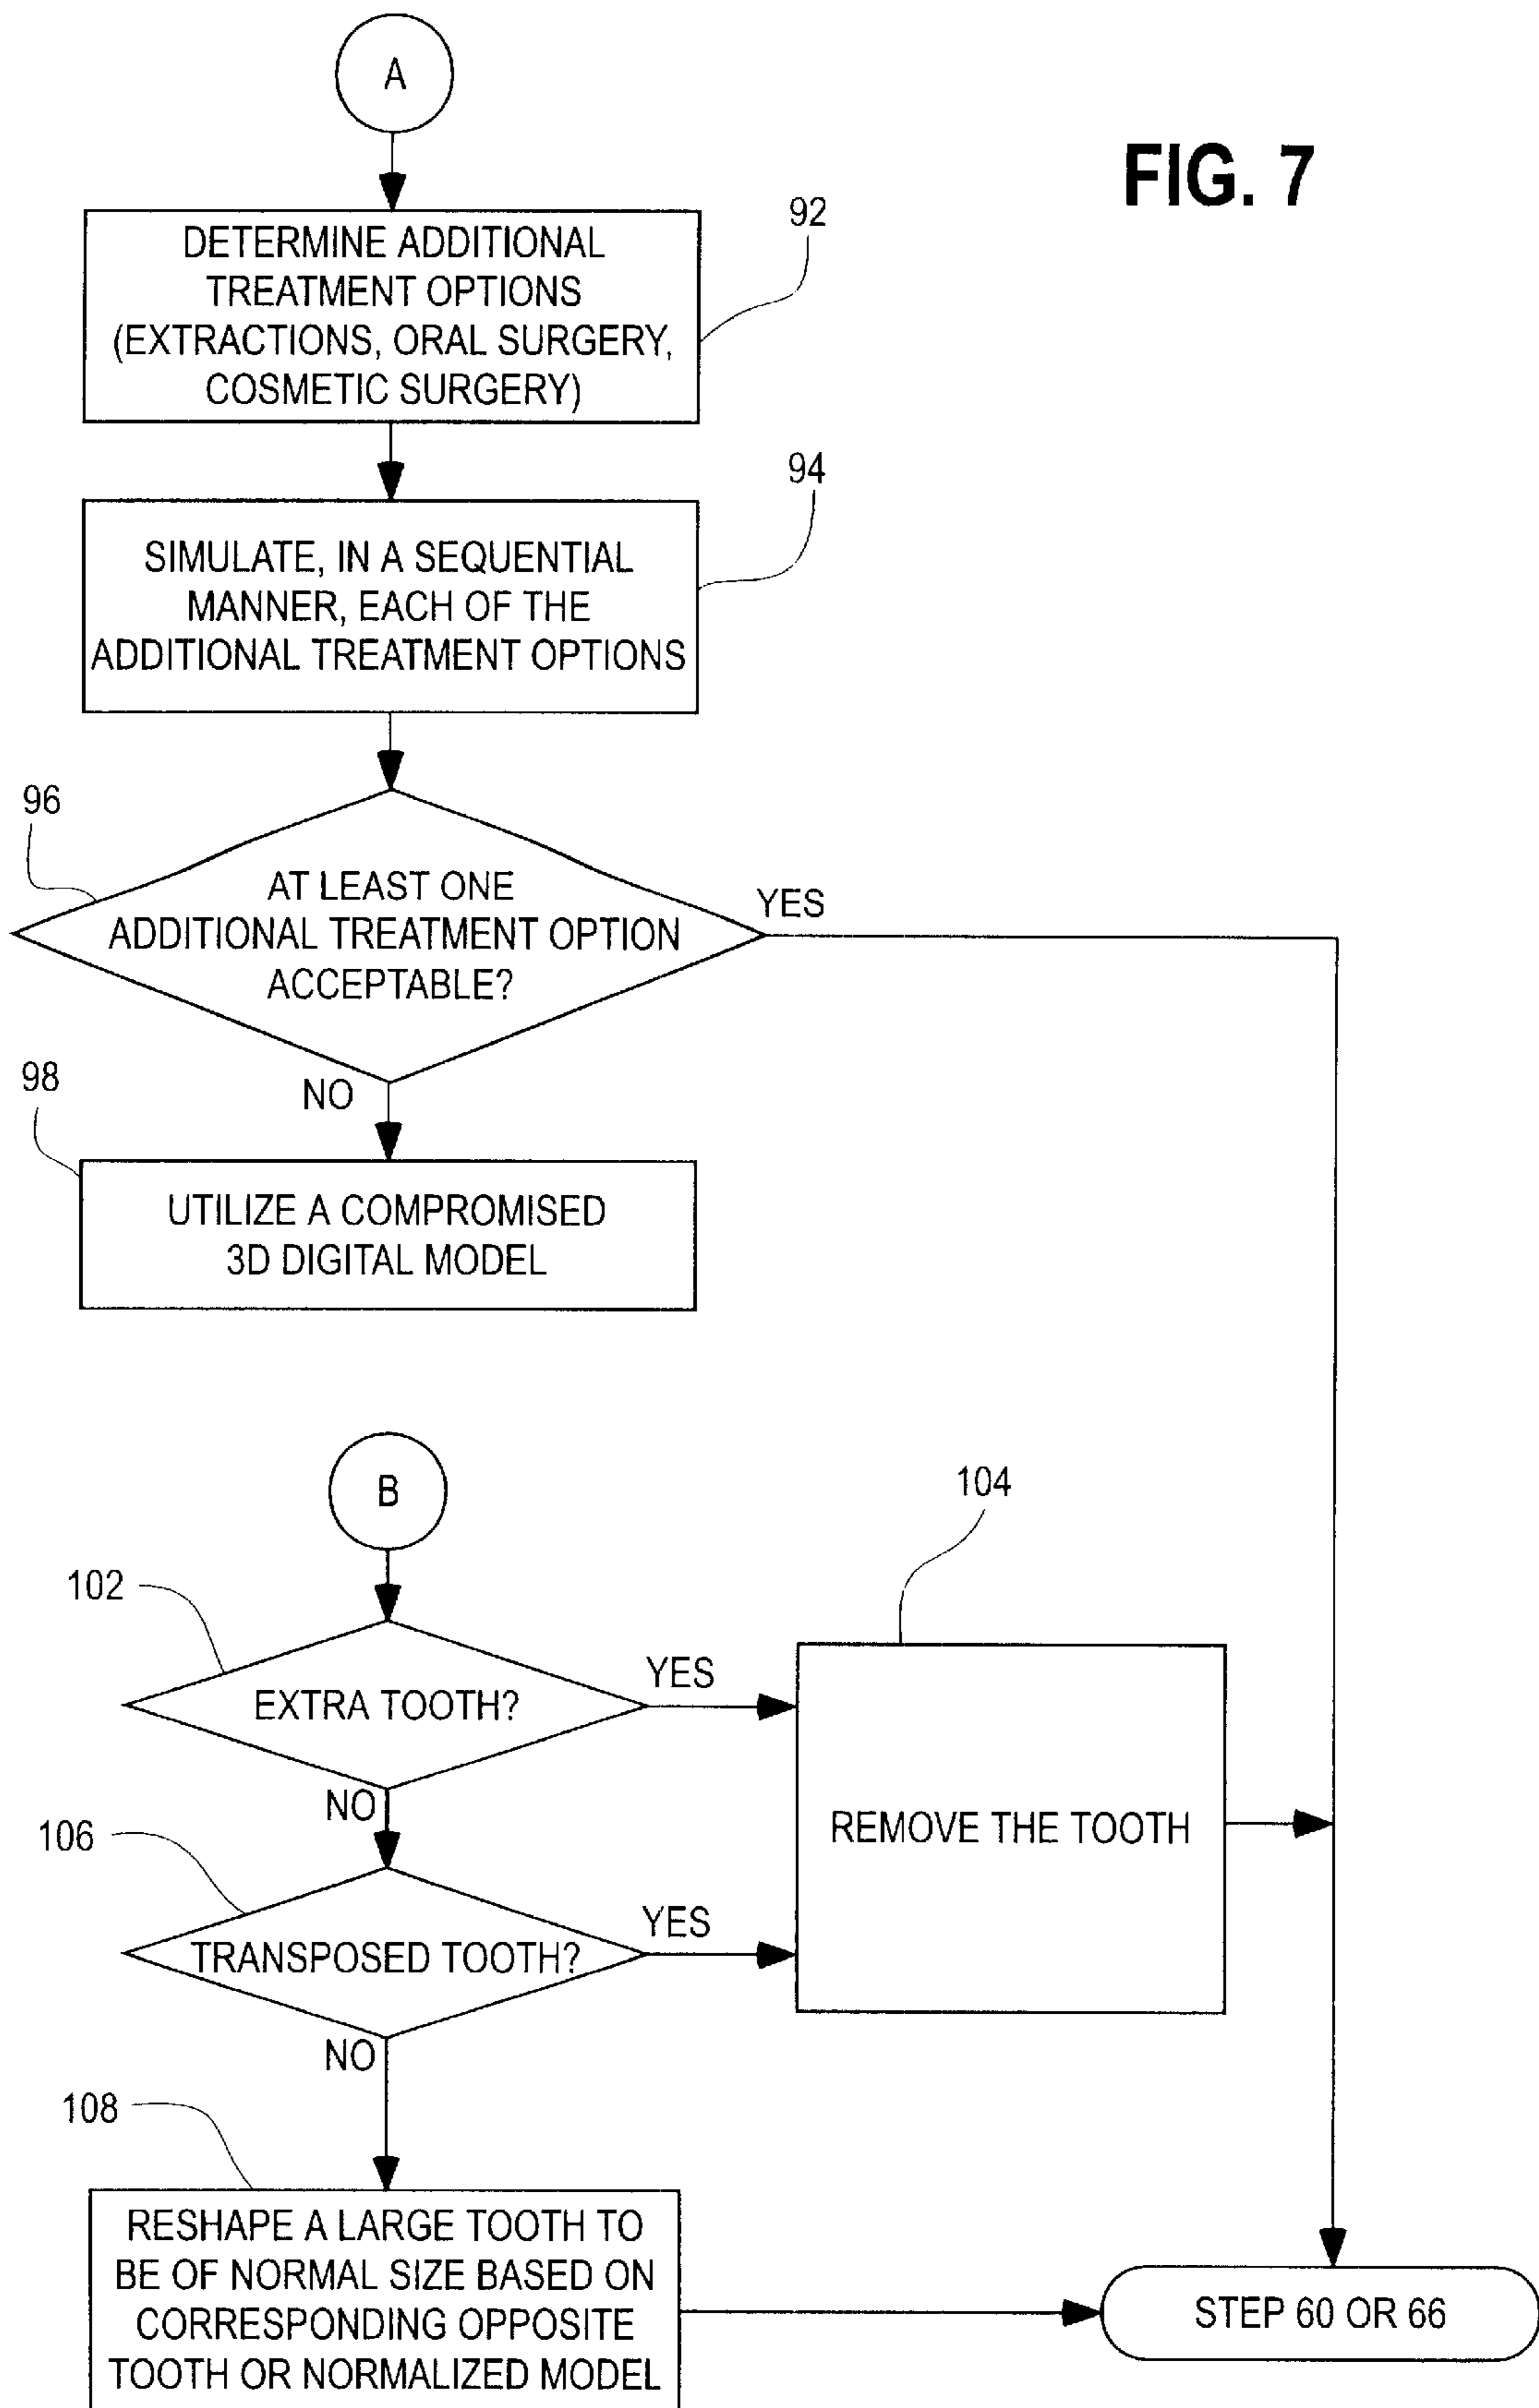 A
FIG. 7
92
DETERMINE ADDITIONAL
TREATMENT OPTIONS
(EXTRACTIONS, ORAL SURGERY,
COSMETIC SURGERY)
94
SIMULATE, IN A SEQUENTIAL
MANNER, EACH OF THE
ADDITIONAL TREATMENT OPTIONS
96
AT LEAST ONE
ADDITIONAL TREATMENT OPTION
ACCEPTABLE?
YES
NO
98
UTILIZE A COMPROMISED
3D DIGITAL MODEL
B
102
EXTRA TOOTH?
YES
104
REMOVE THE TOOTH
NO
106
TRANSPOSED TOOTH?
YES
NO
108
RESHAPE A LARGE TOOTH TO
BE OF NORMAL SIZE BASED ON
CORRESPONDING OPPOSITE
TOOTH OR NORMALIZED MODEL
STEP 60 OR 66